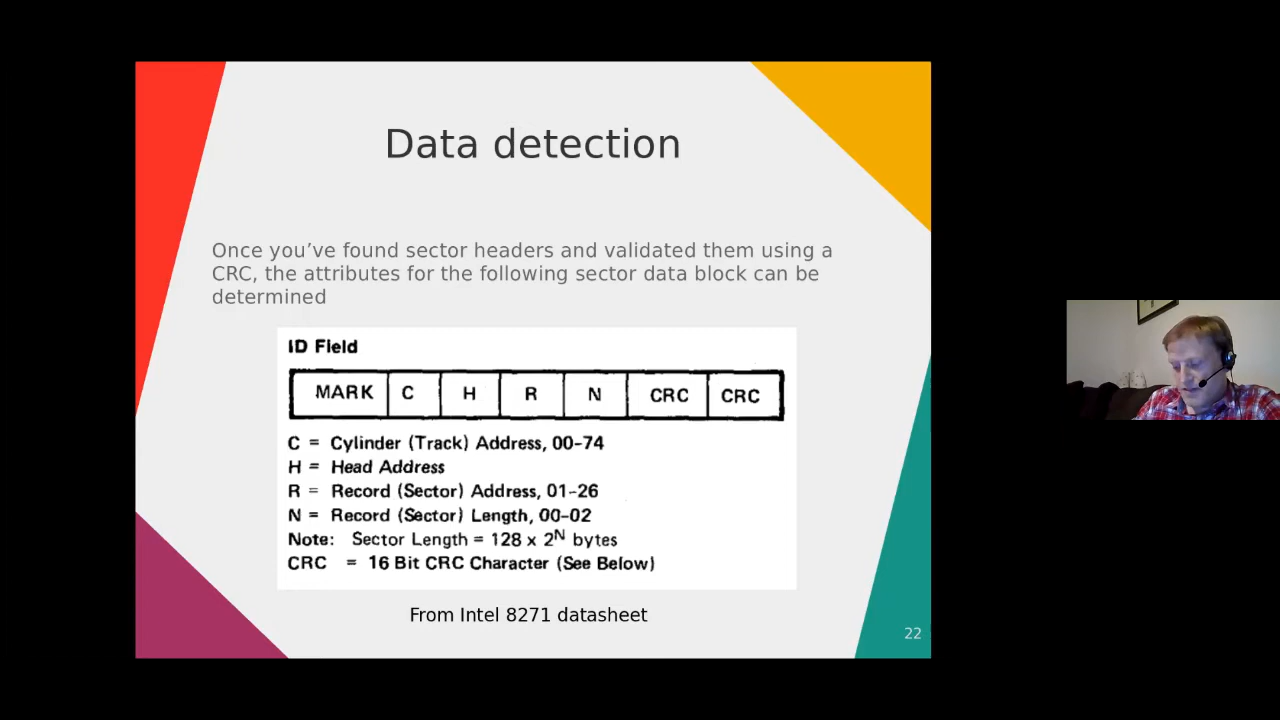 Data detection
Once you’ve found sector headers and validated them using a
CRC, the attributes for the following sector data block can be
determined
ID Field
MARK C H R N CRC CRC
C = Cylinder (Track) Address, 00-74
H = Head Address
R = Record (Sector) Address, 01-26
N = Record (Sector) Length, 00-02
Note: Sector Length = 128 x 2^N bytes
CRC = 16 Bit CRC Character (See Below)
From Intel 8271 datasheet
22